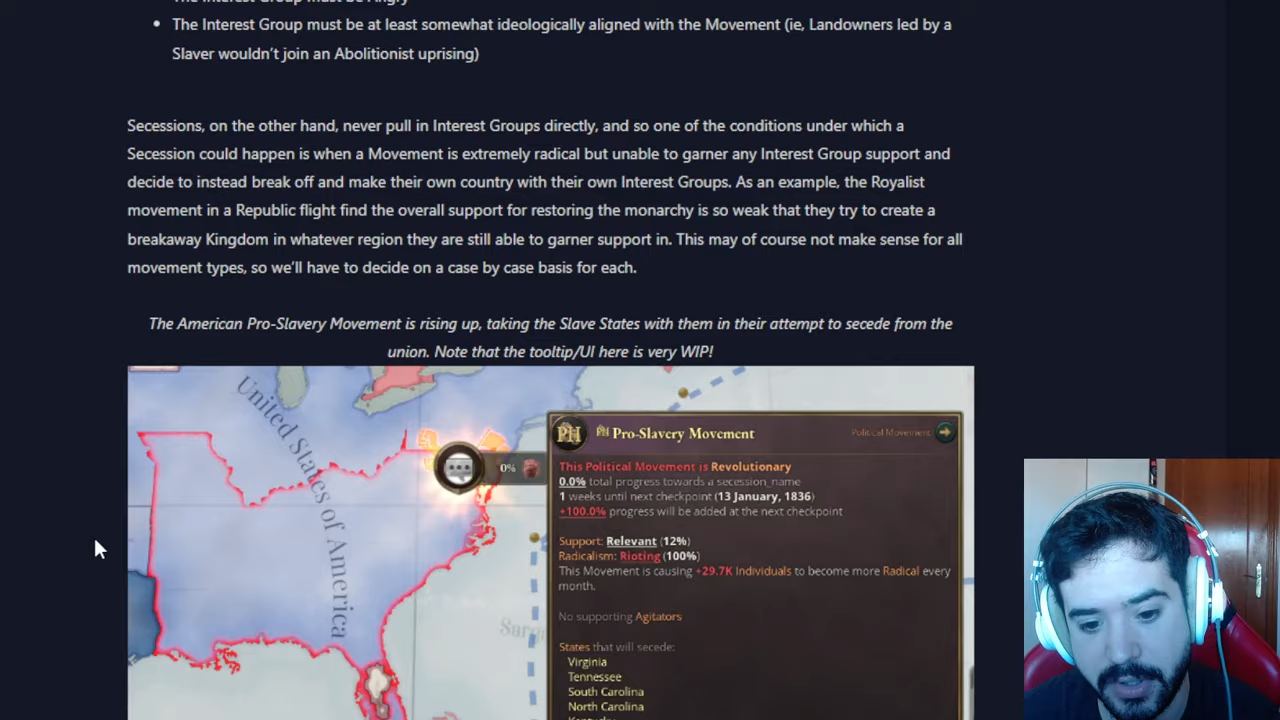 The Interest Group must be Angry
The Interest Group must be at least somewhat ideologically aligned with the Movement (ie, Landowners led by a
Slaver wouldn't join an Abolitionist uprising)
Secessions, on the other hand, never pull in Interest Groups directly, and so one of the conditions under which a
Secession could happen is when a Movement is extremely radical but unable to garner any Interest Group support and
decide to instead break off and make their own country with their own Interest Groups. As an example, the Royalist
movement in a Republic flight find the overall support for restoring the monarchy is so weak that they try to create a
breakaway Kingdom in whatever region they are still able to garner support in. This may of course not make sense for all
movement types, so we'll have to decide on a case by case basis for each.
The American Pro-Slavery Movement is rising up, taking the Slave States with them in their attempt to secede from the
union. Note that the tooltip/UI here is very WIP!
United States of America
0%
PH Pro-Slavery Movement
Political Movement
This Political Movement is Revolutionary
0.0% total progress towards a secession_name
1 weeks until next checkpoint (13 January, 1836)
+100.0% progress will be added at the next checkpoint
Support: Relevant (12%)
Radicalism: Rioting (100%)
This Movement is causing +29.7K Individuals to become more Radical every
month.
No supporting Agitators
States that will secede:
Virginia
Tennessee
South Carolina
North Carolina
Kentucky